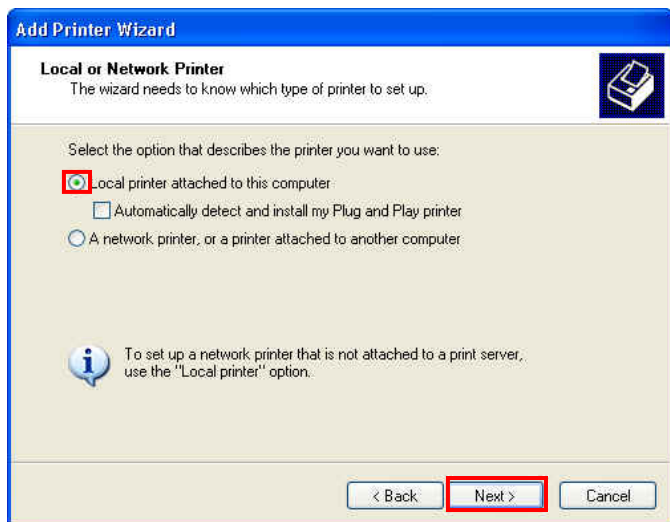 Add Printer Wizard
Local or Network Printer
The wizard needs to know which type of printer to set up.
Select the option that describes the printer you want to use:
Local printer attached to this computer
Automatically detect and install my Plug and Play printer
A network printer, or a printer attached to another computer
To set up a network printer that is not attached to a print server,
use the "Local printer" option.
< Back Next > Cancel